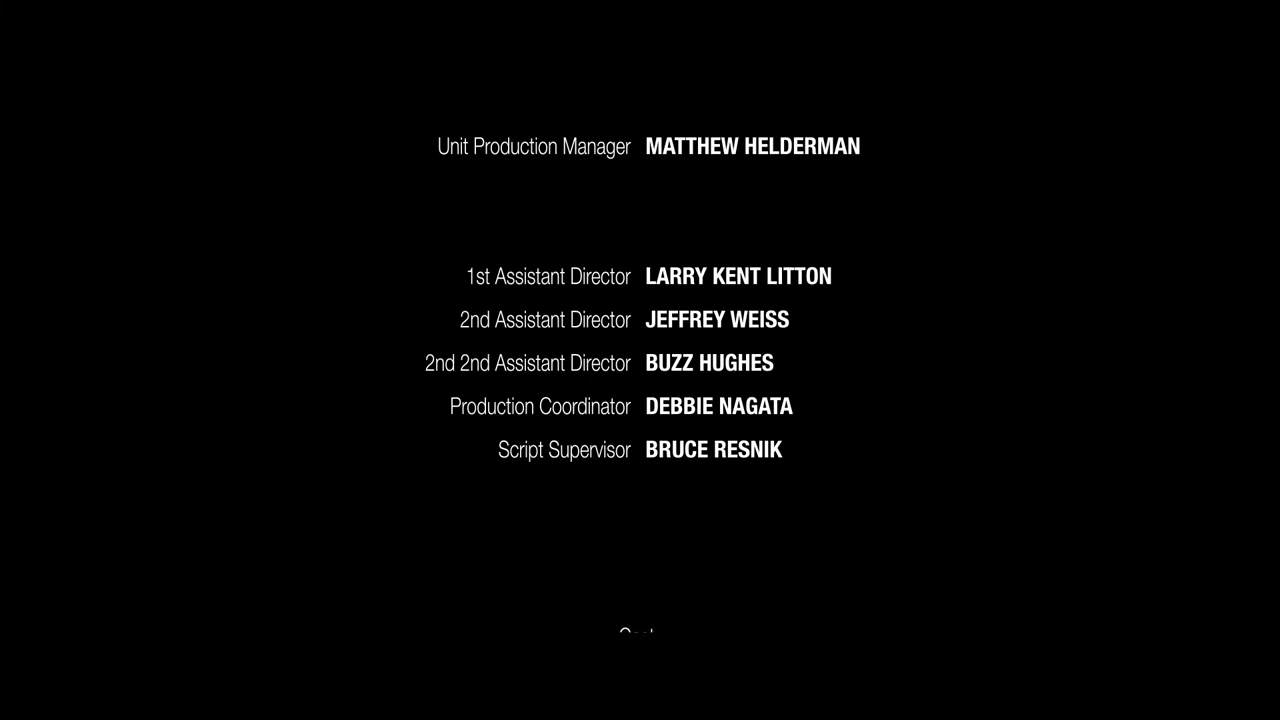 Unit Production Manager MATTHEW HELDERMAN
1st Assistant Director LARRY KENT LITTON
2nd Assistant Director JEFFREY WEISS
2nd 2nd Assistant Director BUZZ HUGHES
Production Coordinator DEBBIE NAGATA
Script Supervisor BRUCE RESNIK